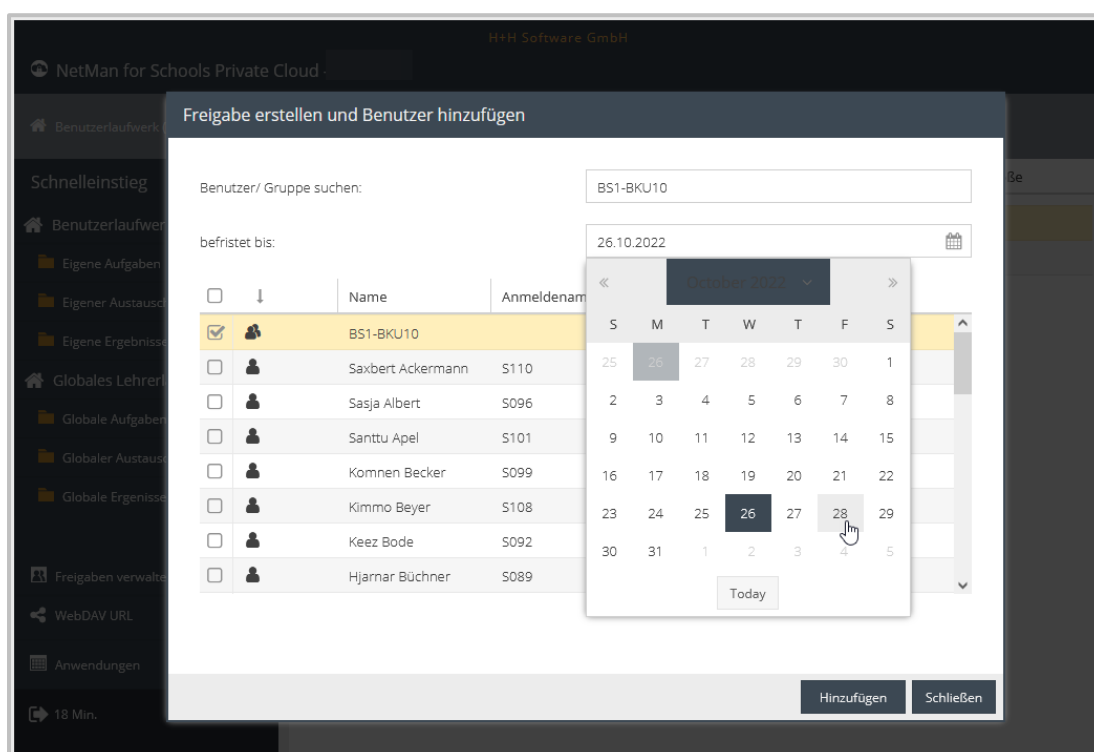 H+H Software GmbH
NetMan for Schools Private Cloud -
Freigabe erstellen und Benutzer hinzufügen
Benutzerlaufwerk (
Schnelleinstieg
Benutzerlaufwer
Eigene Aufgaben
Eigener Austausc
Eigene Ergebnisse
Globales Lehrerl
Globale Aufgaben
Globaler Austaus
Globale Ergenisse
Freigaben verwalte
WebDAV URL
Anwendungen
18 Min.
Benutzer/ Gruppe suchen: BS1-BKU10
befristet bis: 26.10.2022
Name Anmeldenam
BS1-BKU10
Saxbert Ackermann S110
Sasja Albert S096
Santtu Apel S101
Komnen Becker S099
Kimmo Beyer S108
Keez Bode S092
Hjarnar Büchner S089
« October 2022 »
S M T W T F S
25 26 27 28 29 30 1
2 3 4 5 6 7 8
9 10 11 12 13 14 15
16 17 18 19 20 21 22
23 24 25 26 27 28 29
30 31 1 2 3 4 5
Today
ße
Hinzufügen Schließen